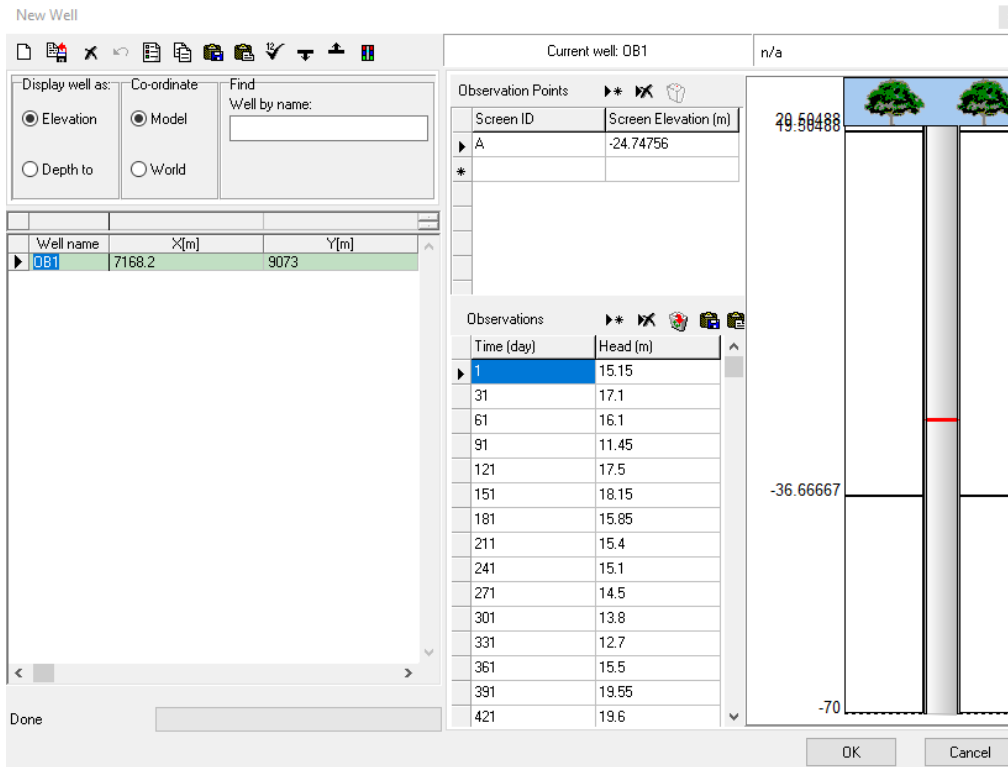 New Well
Current well: OB1
n/a
Display well as:
Elevation
Depth to
Co-ordinate
Model
World
Find
Well by name:
Well name X[m] Y[m]
OB1 7168.2 9073
Done
Observation Points
Screen ID Screen Elevation (m)
A -24.74756
Observations
Time (day) Head (m)
1 15.15
31 17.1
61 16.1
91 11.45
121 17.5
151 18.15
181 15.85
211 15.4
241 15.1
271 14.5
301 13.8
331 12.7
361 15.5
391 19.55
421 19.6
20.50488
19.50488
-36.66667
-70
OK
Cancel